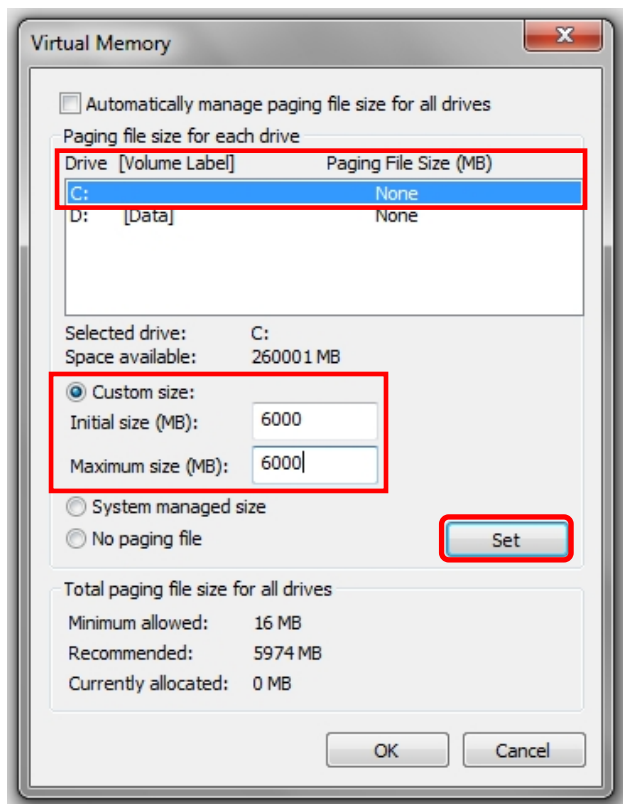 Virtual Memory
Automatically manage paging file size for all drives
Paging file size for each drive
Drive [Volume Label] Paging File Size (MB)
C: None
D: [Data] None
Selected drive: C:
Space available: 260001 MB
Custom size:
Initial size (MB): 6000
Maximum size (MB): 6000
System managed size
No paging file Set
Total paging file size for all drives
Minimum allowed: 16 MB
Recommended: 5974 MB
Currently allocated: 0 MB
OK Cancel